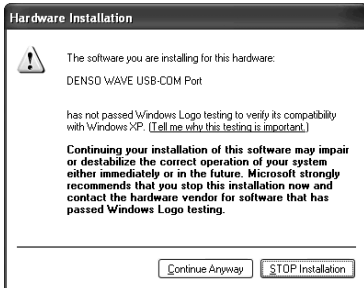 Hardware Installation
The software you are installing for this hardware:
DENSO WAVE USB-COM Port
has not passed Windows Logo testing to verify its compatibility
with Windows XP. (Tell me why this testing is important.)
Continuing your installation of this software may impair
or destabilize the correct operation of your system
either immediately or in the future. Microsoft strongly
recommends that you stop this installation now and
contact the hardware vendor for software that has
passed Windows Logo testing.
Continue Anyway
STOP Installation